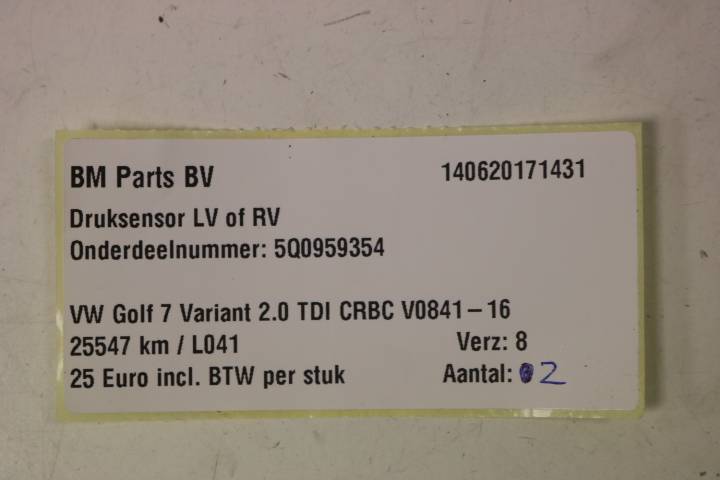 BM Parts BV 140620171431
Druksensor LV of RV
Onderdeelnummer: 5Q0959354
VW Golf 7 Variant 2.0 TDI CRBC V0841-16
25547 km / L041 Verz: 8
25 Euro incl. BTW per stuk Aantal: 2